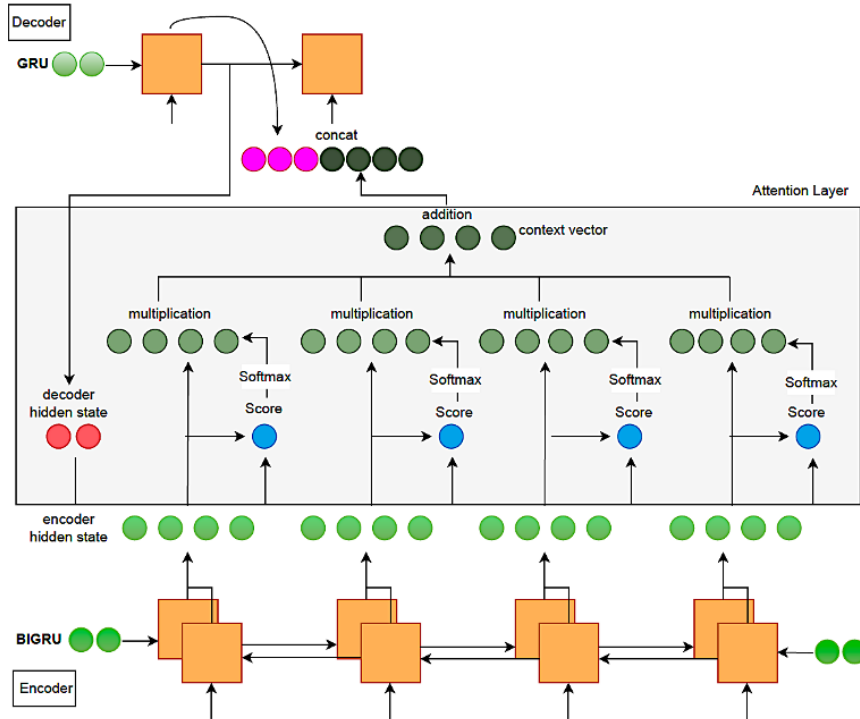 Decoder
GRU
concat
Attention Layer
addition
context vector
multiplication
multiplication
multiplication
multiplication
Softmax
Softmax
Softmax
Softmax
decoder
hidden state
Score
Score
Score
Score
encoder
hidden state
BIGRU
Encoder